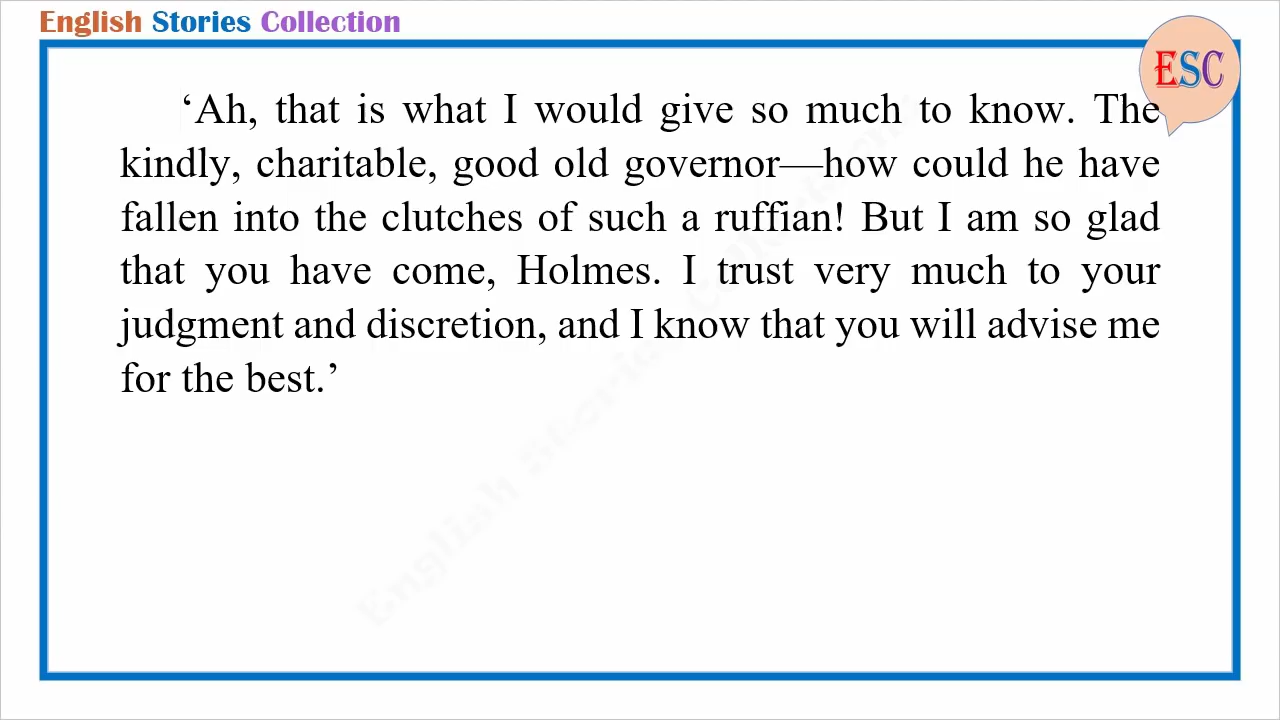 English Stories Collection
ESC
‘Ah, that is what I would give so much to know. The
kindly, charitable, good old governor—how could he have
fallen into the clutches of such a ruffian! But I am so glad
that you have come, Holmes. I trust very much to your
judgment and discretion, and I know that you will advise me
for the best.’
English Stories Collection